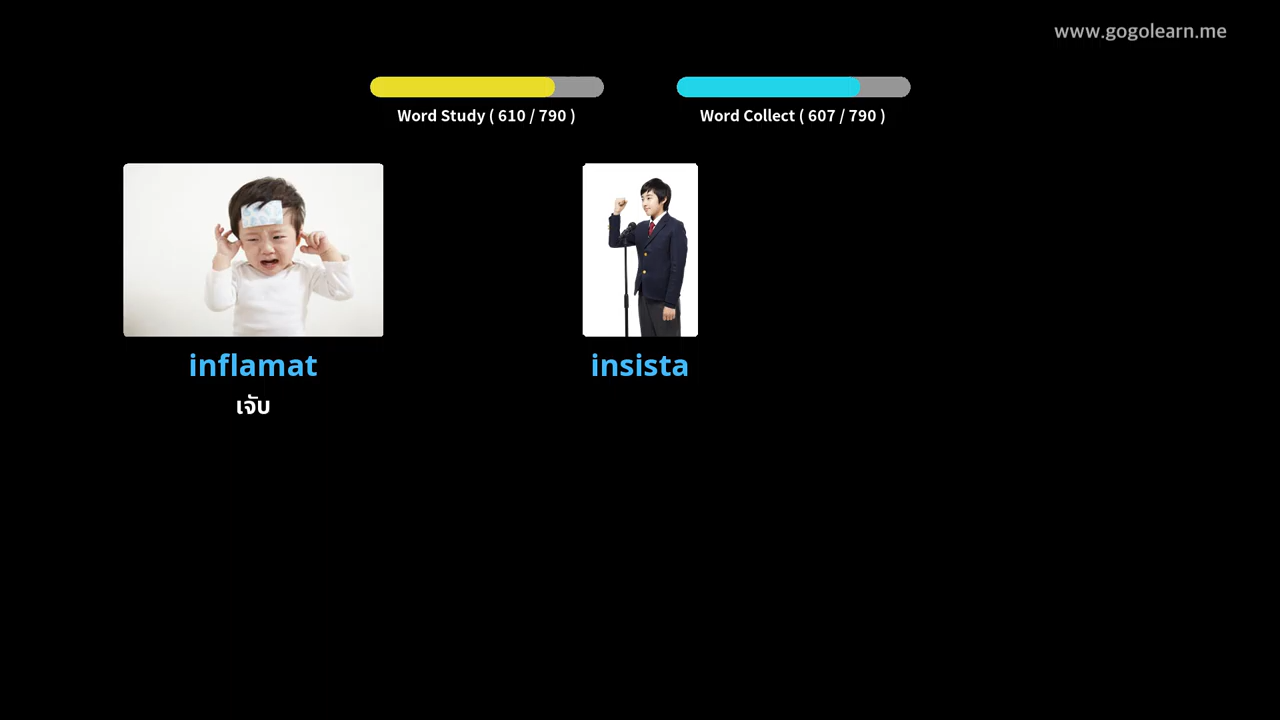 www.gogolearn.me
Word Study ( 610 / 790 )
Word Collect ( 607 / 790 )
inflamat
เจ็บ
insista